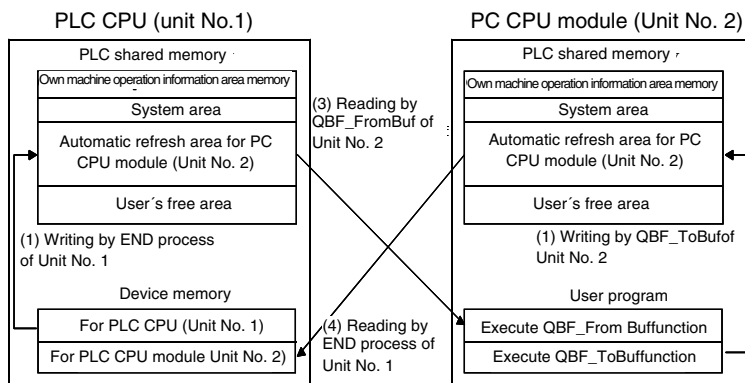 PLC CPU (unit No.1)
PLC shared memory
Own machine operation information area memory
System area
Automatic refresh area for PC
CPU module (Unit No. 2)
User´s free area
(1) Writing by END process
of Unit No. 1
Device memory
For PLC CPU (Unit No. 1)
For PLC CPU module Unit No. 2)
(3) Reading by
QBF_FromBuf of
Unit No. 2
(4) Reading by
END process of
Unit No. 1
PC CPU module (Unit No. 2)
PLC shared memory
Own machine operation information area memory
System area
Automatic refresh area for PC
CPU module (Unit No. 2)
User´s free area
(1) Writing by QBF_ToBufof
Unit No. 2
User program
Execute QBF_From Buffunction
Execute QBF_ToBuffunction